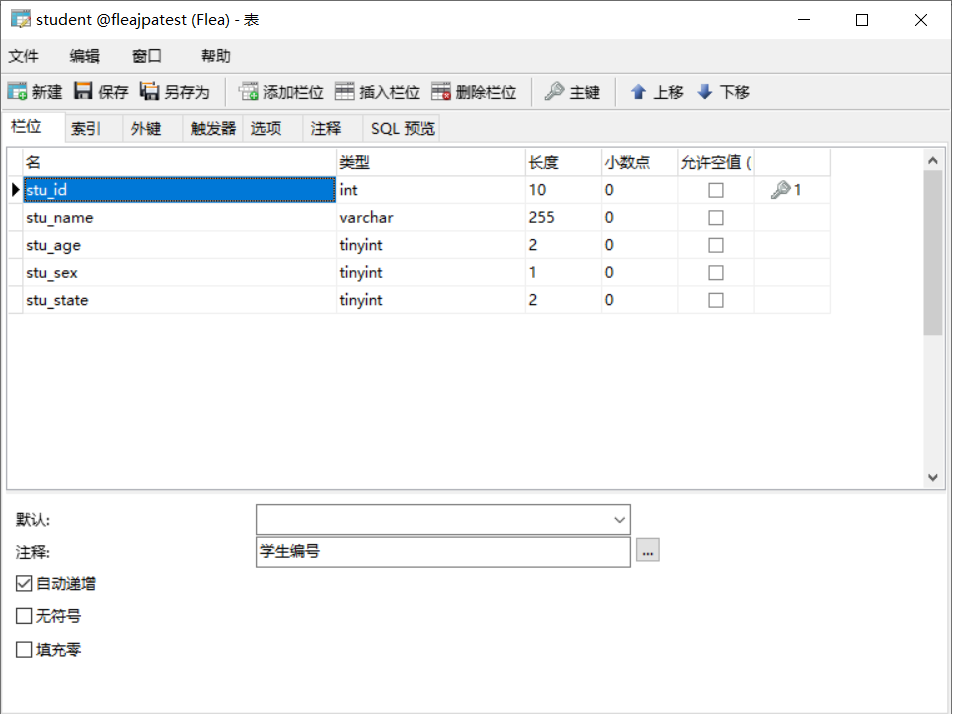 student @fleajpatest (Flea) - 表
文件 编辑 窗口 帮助
新建 保存 另存为 添加栏位 插入栏位 删除栏位 主键 上移 下移
栏位 索引 外键 触发器 选项 注释 SQL 预览
名 类型 长度 小数点 允许空值 (
stu_id int 10 0 1
stu_name varchar 255 0
stu_age tinyint 2 0
stu_sex tinyint 1 0
stu_state tinyint 2 0
默认:
注释: 学生编号 ...
自动递增
无符号
填充零